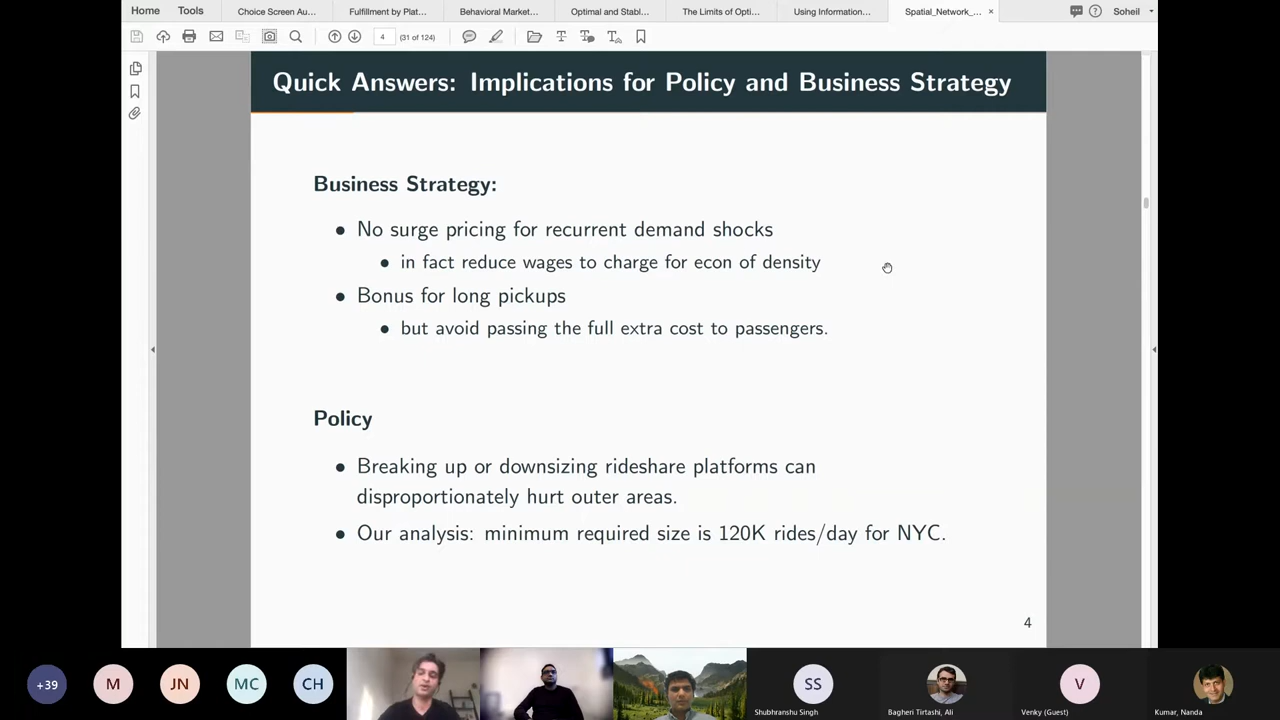 Home Tools Choice Screen Au... Fulfillment by Plat... Behavioral Market... Optimal and Stabl... The Limits of Opti... Using Information... Spatial_Network_... × Soheil
4 (31 of 124)
Quick Answers: Implications for Policy and Business Strategy
Business Strategy:
• No surge pricing for recurrent demand shocks
• in fact reduce wages to charge for econ of density
• Bonus for long pickups
• but avoid passing the full extra cost to passengers.
Policy
• Breaking up or downsizing rideshare platforms can
disproportionately hurt outer areas.
• Our analysis: minimum required size is 120K rides/day for NYC.
4
+39 M JN MC CH SS V
Shubhranshu Singh Bagheri Tirtashi, Ali Venky (Guest) Kumar, Nanda